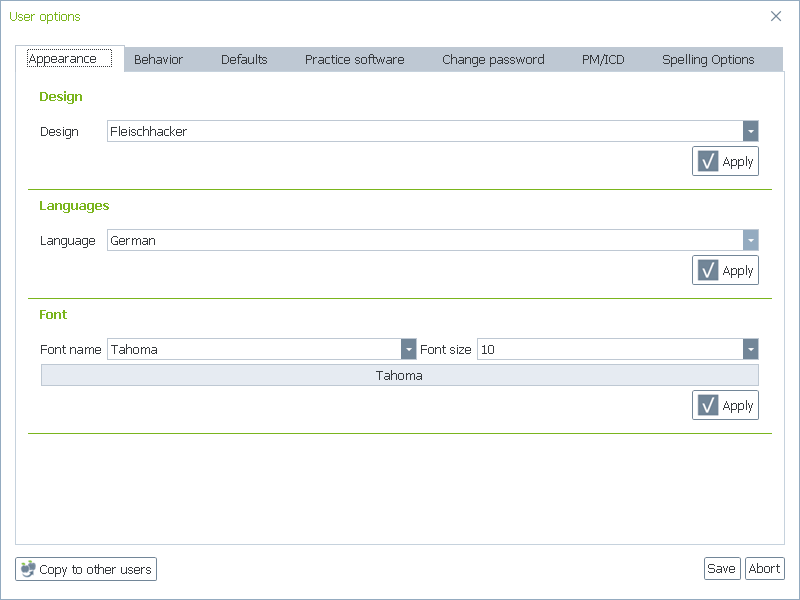 User options
Appearance Behavior Defaults Practice software Change password PM/ICD Spelling Options
Design
Design Fleischhacker
Apply
Languages
Language German
Apply
Font
Font name Tahoma Font size 10
Tahoma
Apply
Copy to other users Save Abort